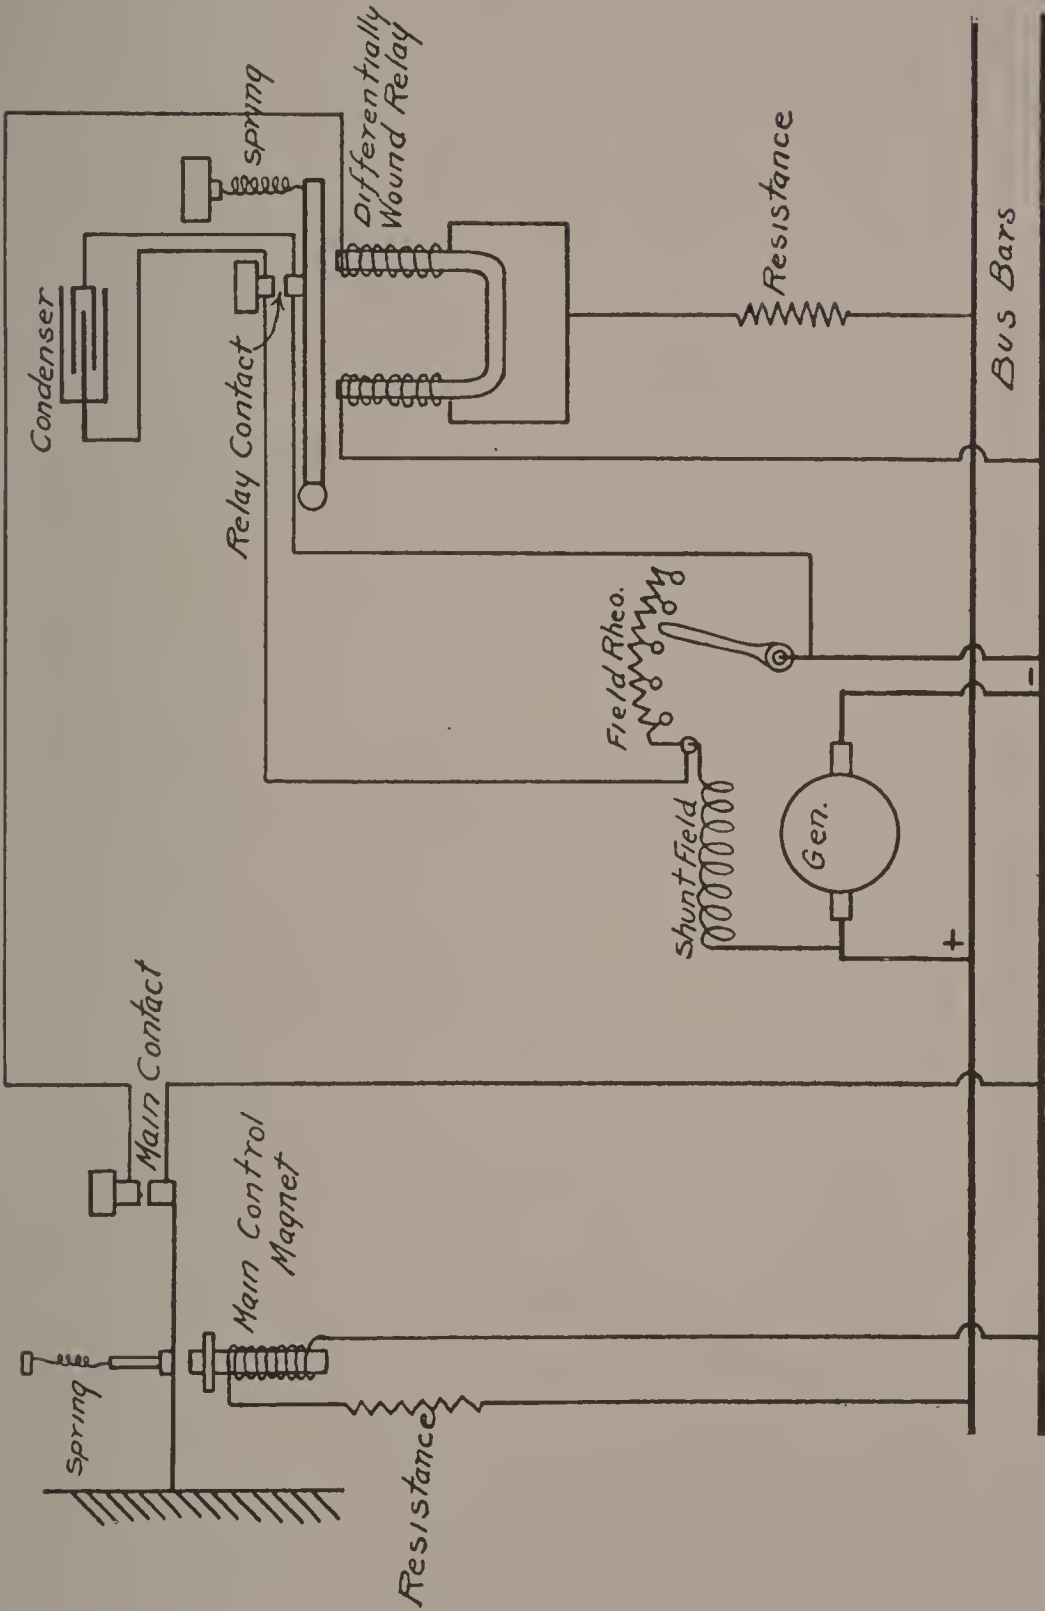 Condenser
spring
Differentially
Wound Relay
Relay Contact
Resistance
Bus Bars
Field Rheo.
Shunt Field
Gen.
+
-
Main Contact
Main Control
Magnet
spring
Resistance